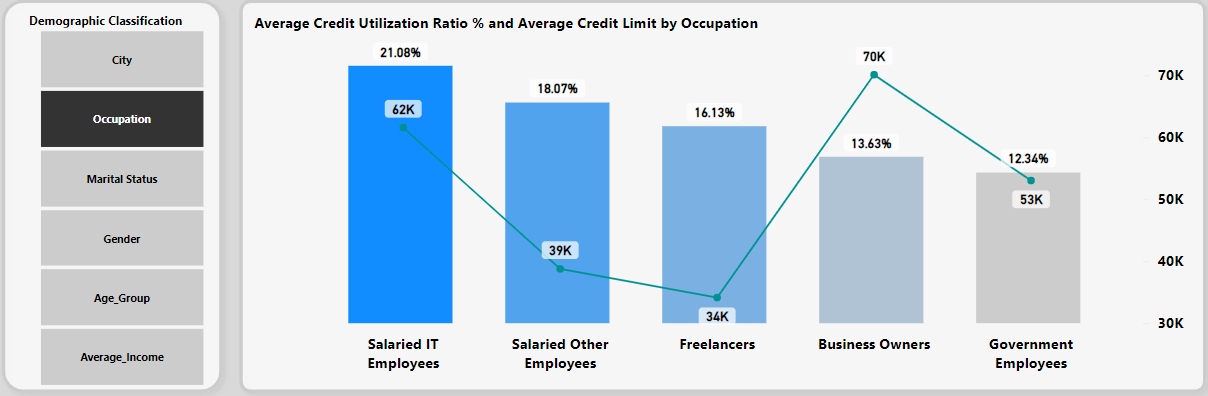 Demographic Classification
City
Occupation
Marital Status
Gender
Age_Group
Average_Income
Average Credit Utilization Ratio % and Average Credit Limit by Occupation
21.08%
18.07%
16.13%
13.63%
12.34%
62K
39K
34K
70K
53K
70K
60K
50K
40K
30K
Salaried IT
Employees
Salaried Other
Employees
Freelancers
Business Owners
Government
Employees